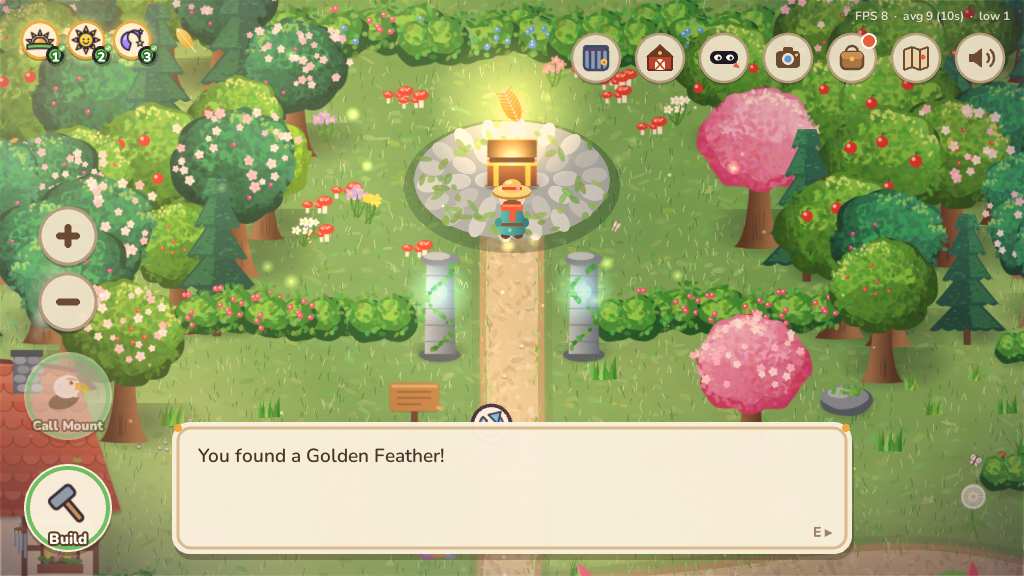 FPS 8 · avg 9 (10s) · low 1
1
2
3
Call Mount
You found a Golden Feather!
E ▸
Build